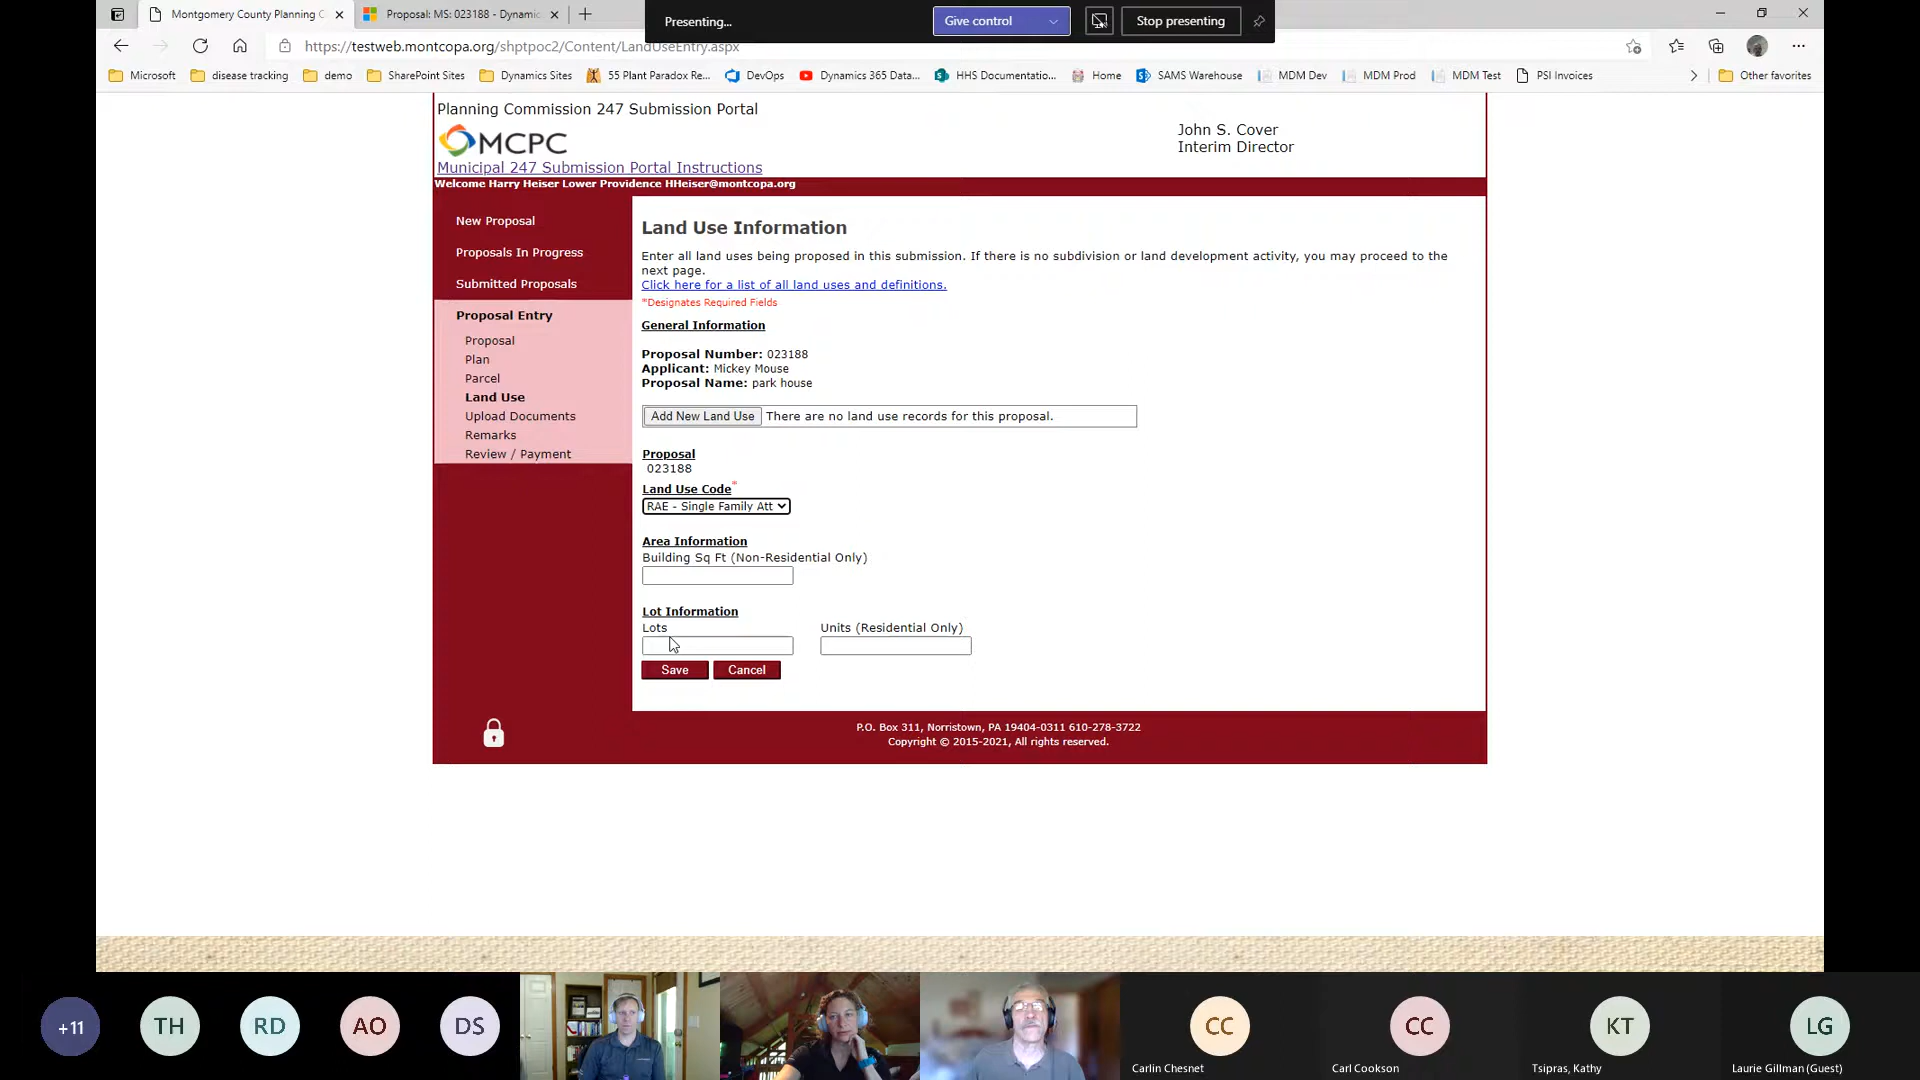 Montgomery County Planning C
Proposal: MS: 023188 - Dynamic
Presenting...
Give control
Stop presenting
https://testweb.montcopa.org/shptpoc2/Content/LandUseEntry.aspx
Microsoft
disease tracking
demo
SharePoint Sites
Dynamics Sites
55 Plant Paradox Re...
DevOps
Dynamics 365 Data...
HHS Documentatio...
Home
SAMS Warehouse
MDM Dev
MDM Prod
MDM Test
PSI Invoices
Other favorites
Planning Commission 247 Submission Portal
MCPC
John S. Cover
Interim Director
Municipal 247 Submission Portal Instructions
Welcome Harry Heiser Lower Providence HHeiser@montcopa.org
New Proposal
Proposals In Progress
Submitted Proposals
Proposal Entry
Proposal
Plan
Parcel
Land Use
Upload Documents
Remarks
Review / Payment
Land Use Information
Enter all land uses being proposed in this submission. If there is no subdivision or land development activity, you may proceed to the
next page.
Click here for a list of all land uses and definitions.
*Designates Required Fields
General Information
Proposal Number: 023188
Applicant: Mickey Mouse
Proposal Name: park house
Add New Land Use There are no land use records for this proposal.
Proposal
023188
Land Use Code*
RAE - Single Family Att
Area Information
Building Sq Ft (Non-Residential Only)
Lot Information
Lots
Units (Residential Only)
Save
Cancel
P.O. Box 311, Norristown, PA 19404-0311 610-278-3722
Copyright © 2015-2021, All rights reserved.
+11
TH
RD
AO
DS
CC
Carlin Chesnet
CC
Carl Cookson
KT
Tsipras, Kathy
LG
Laurie Gillman (Guest)